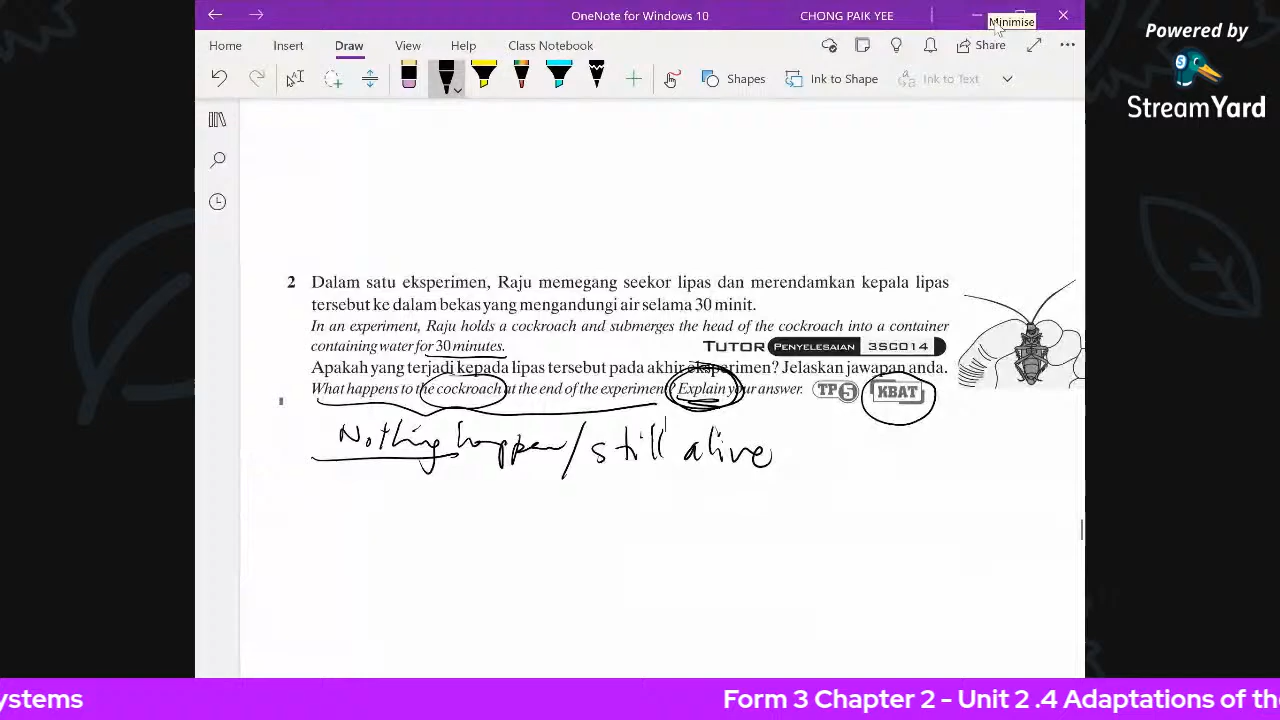 OneNote for Windows 10
CHONG PAIK YEE
Minimise
Powered by
StreamYard
Home Insert Draw View Help Class Notebook
Share
Shapes Ink to Shape Ink to Text
2 Dalam satu eksperimen, Raju memegang seekor lipas dan merendamkan kepala lipas
tersebut ke dalam bekas yang mengandungi air selama 30 minit.
In an experiment, Raju holds a cockroach and submerges the head of the cockroach into a container
containing water for 30 minutes.
TUTOR PENYELESAIAN 3SC014
Apakah yang terjadi kepada lipas tersebut pada akhir eksperimen? Jelaskan jawapan anda.
What happens to the cockroach at the end of the experiment? Explain your answer. TP 5 KBAT
Nothing happen/still alive
ystems
Form 3 Chapter 2 - Unit 2 .4 Adaptations of the